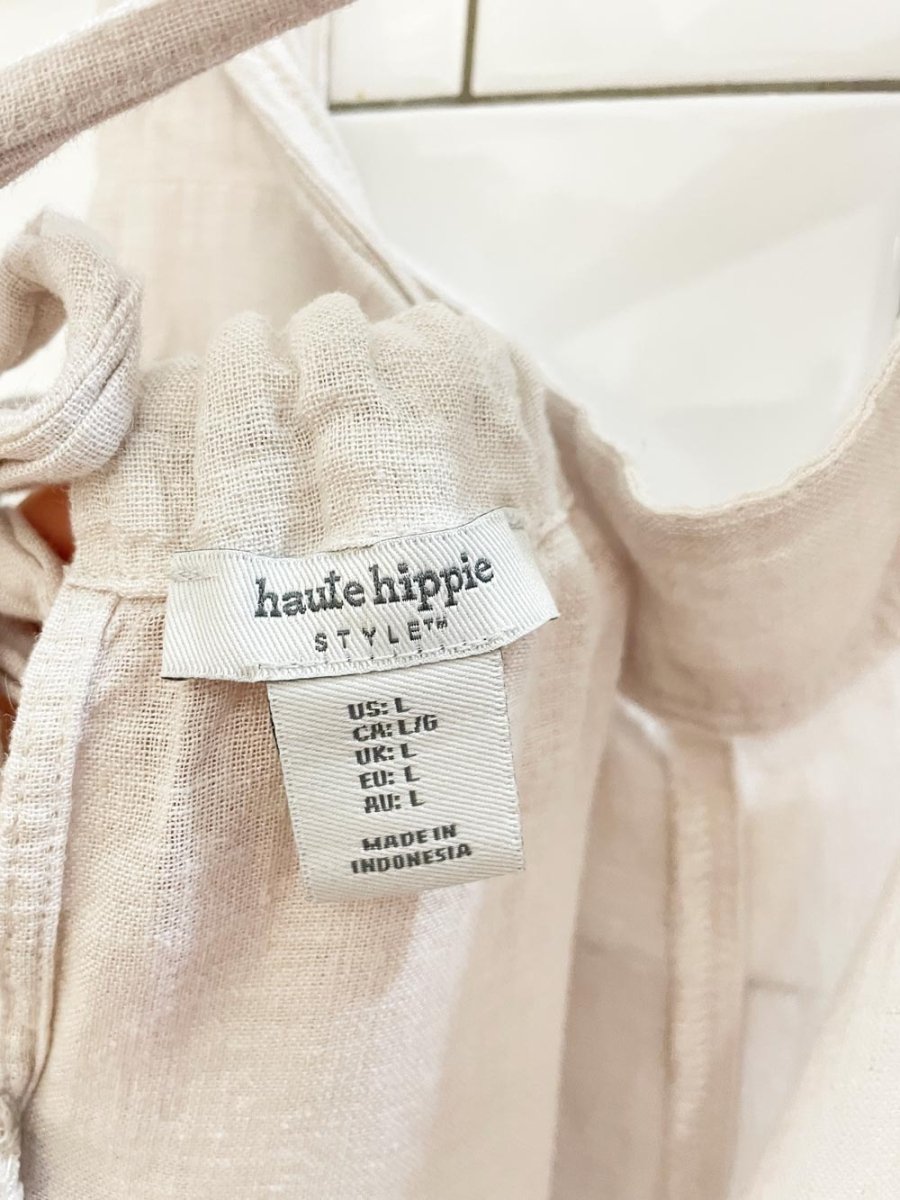 haute hippie
STYLE™
US: L
CA: L/G
UK: L
EU: L
AU: L
MADE IN
INDONESIA